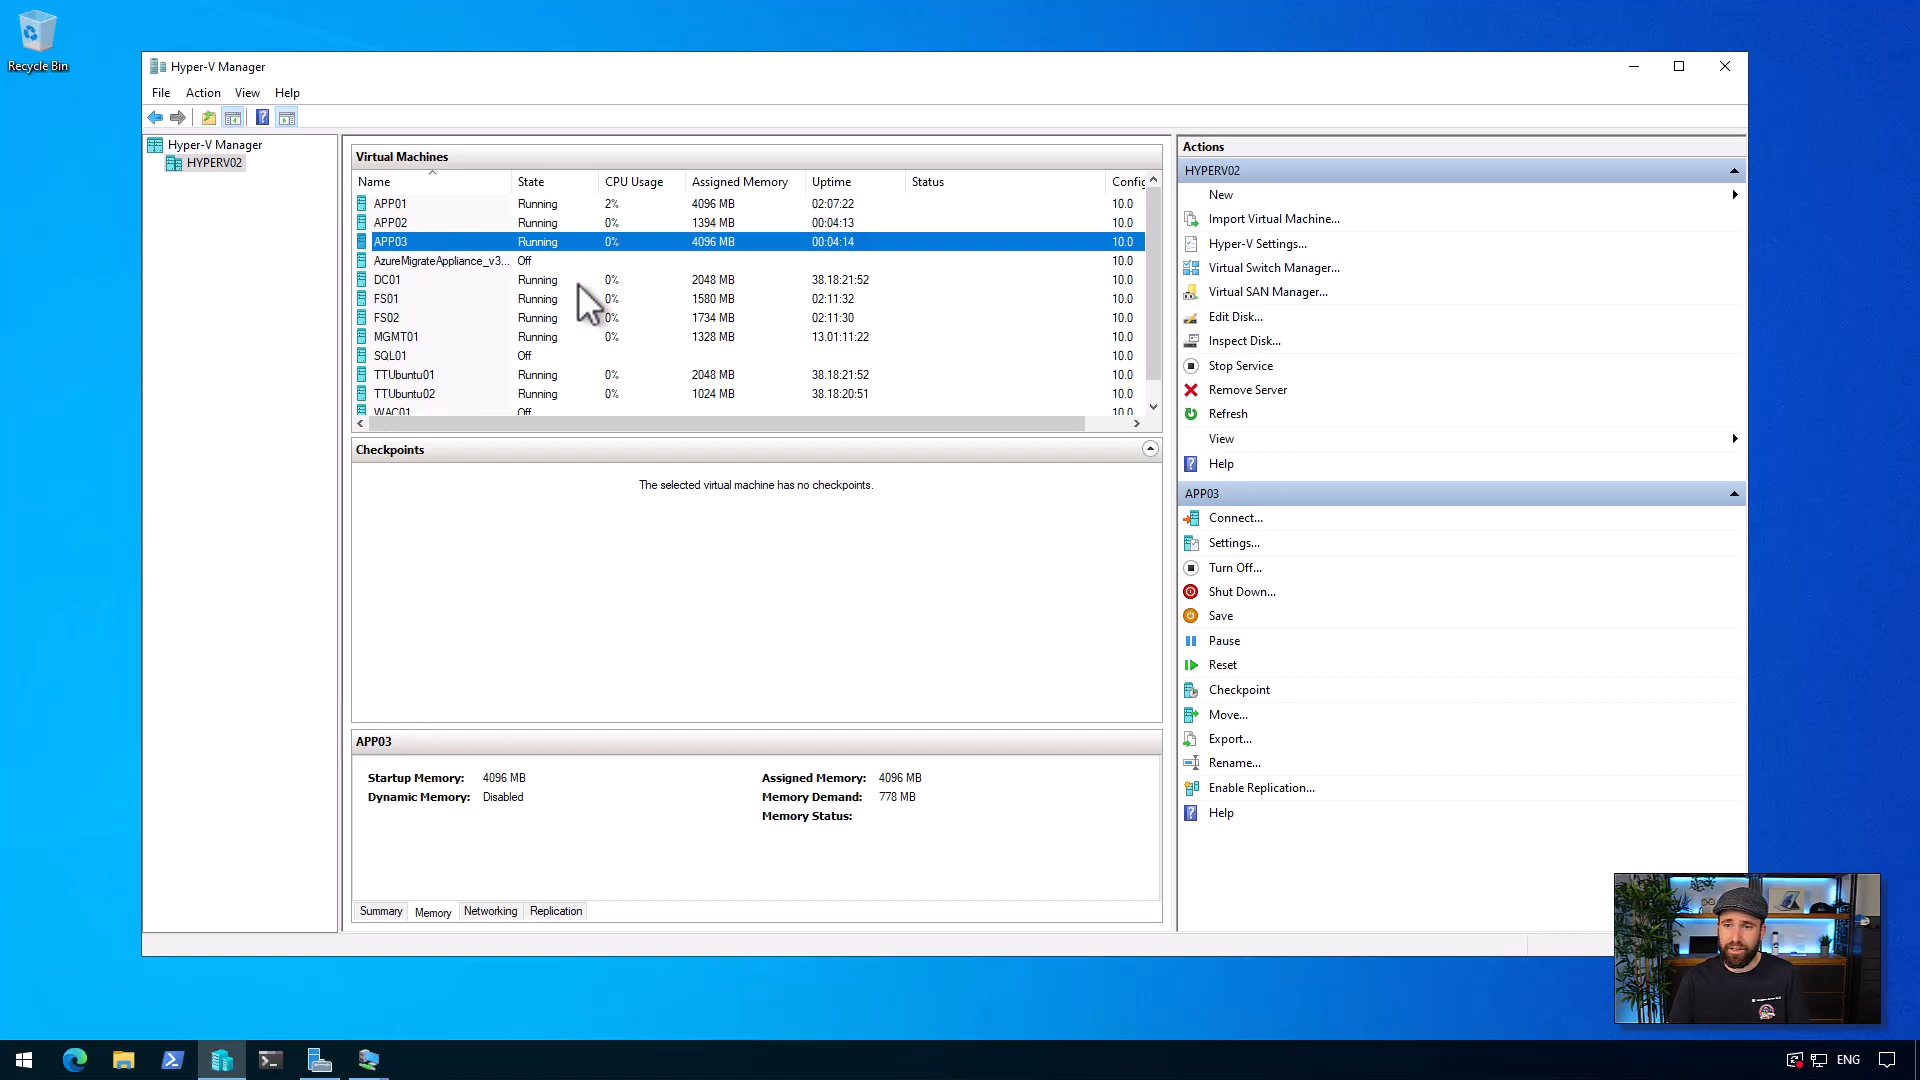 Recycle Bin
Hyper-V Manager
File Action View Help
Hyper-V Manager
HYPERV02
Virtual Machines
Name State CPU Usage Assigned Memory Uptime Status Config
APP01 Running 2% 4096 MB 02:07:22 10.0
APP02 Running 0% 1394 MB 00:04:13 10.0
APP03 Running 0% 4096 MB 00:04:14 10.0
AzureMigrateAppliance_v3... Off 10.0
DC01 Running 0% 2048 MB 38.18:21:52 10.0
FS01 Running 0% 1580 MB 02:11:32 10.0
FS02 Running 0% 1734 MB 02:11:30 10.0
MGMT01 Running 0% 1328 MB 13.01:11:22 10.0
SQL01 Off 10.0
TTUbuntu01 Running 0% 2048 MB 38.18:21:52 10.0
TTUbuntu02 Running 0% 1024 MB 38.18:20:51 10.0
WAC01 Off 10.0
Checkpoints
The selected virtual machine has no checkpoints.
APP03
Startup Memory: 4096 MB
Dynamic Memory: Disabled
Assigned Memory: 4096 MB
Memory Demand: 778 MB
Memory Status:
Summary Memory Networking Replication
Actions
HYPERV02
New
Import Virtual Machine...
Hyper-V Settings...
Virtual Switch Manager...
Virtual SAN Manager...
Edit Disk...
Inspect Disk...
Stop Service
Remove Server
Refresh
View
Help
APP03
Connect...
Settings...
Turn Off...
Shut Down...
Save
Pause
Reset
Checkpoint
Move...
Export...
Rename...
Enable Replication...
Help
ENG